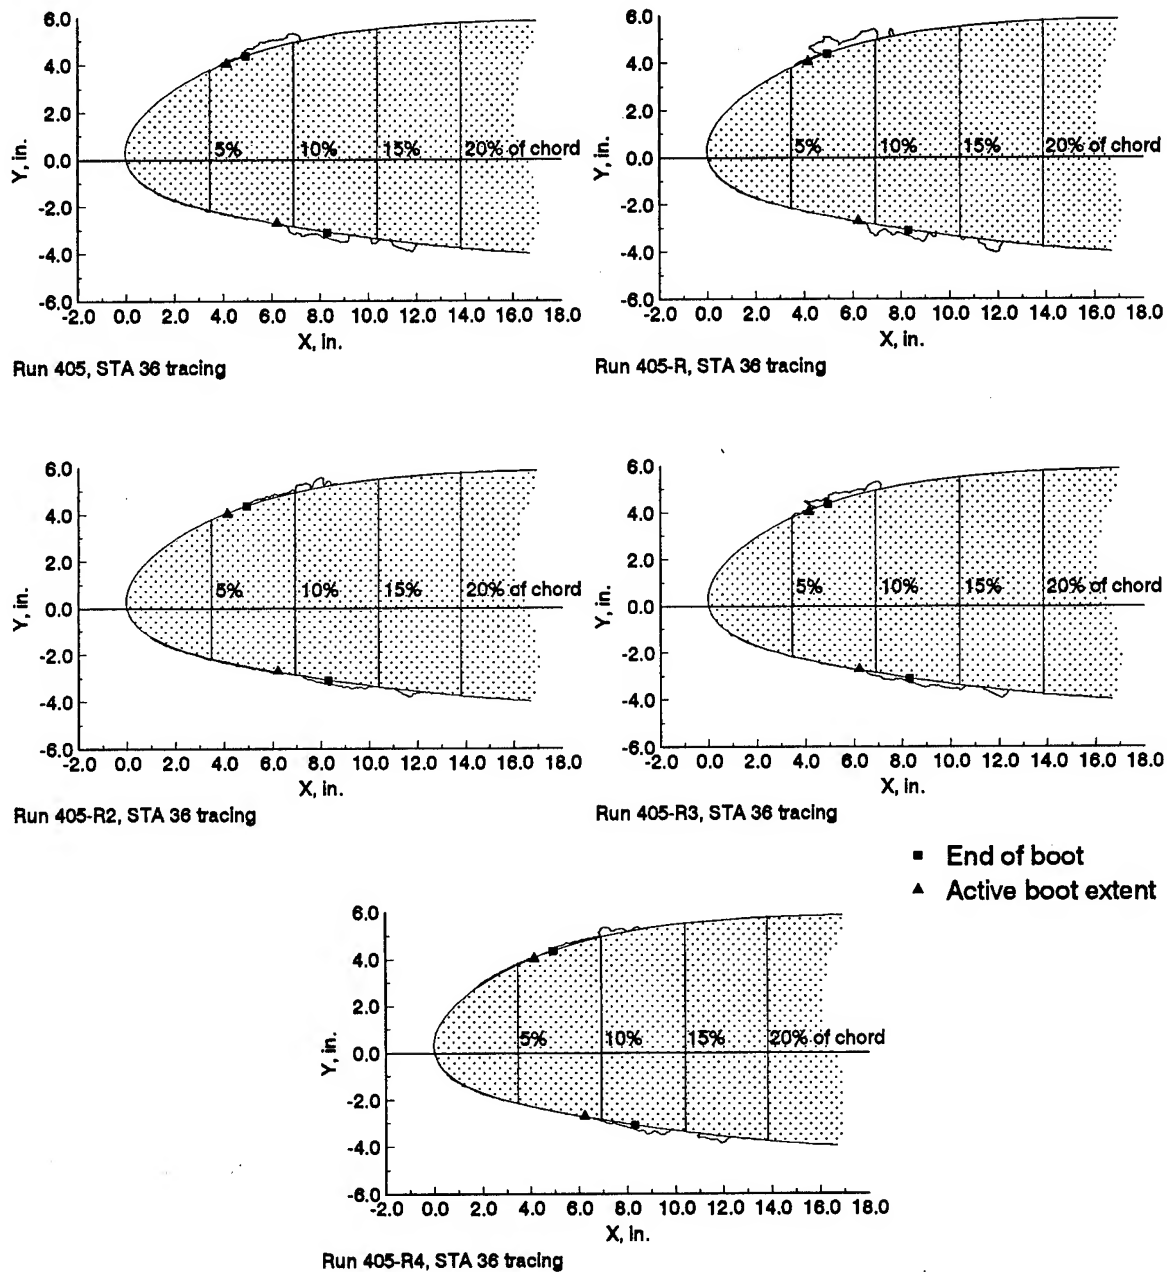 6.0
4.0
2.0
0.0
-2.0
-4.0
-6.0
Y, in.
5% 10% 15% 20% of chord
-2.0 0.0 2.0 4.0 6.0 8.0 10.0 12.0 14.0 16.0 18.0
X, in.
Run 405, STA 36 tracing
6.0
4.0
2.0
0.0
-2.0
-4.0
-6.0
Y, in.
5% 10% 15% 20% of chord
-2.0 0.0 2.0 4.0 6.0 8.0 10.0 12.0 14.0 16.0 18.0
X, in.
Run 405-R, STA 36 tracing
6.0
4.0
2.0
0.0
-2.0
-4.0
-6.0
Y, in.
5% 10% 15% 20% of chord
-2.0 0.0 2.0 4.0 6.0 8.0 10.0 12.0 14.0 16.0 18.0
X, in.
Run 405-R2, STA 36 tracing
6.0
4.0
2.0
0.0
-2.0
-4.0
-6.0
Y, in.
5% 10% 15% 20% of chord
-2.0 0.0 2.0 4.0 6.0 8.0 10.0 12.0 14.0 16.0 18.0
X, in.
Run 405-R3, STA 36 tracing
End of boot
Active boot extent
6.0
4.0
2.0
0.0
-2.0
-4.0
-6.0
Y, in.
5% 10% 15% 20% of chord
-2.0 0.0 2.0 4.0 6.0 8.0 10.0 12.0 14.0 16.0 18.0
X, in.
Run 405-R4, STA 36 tracing